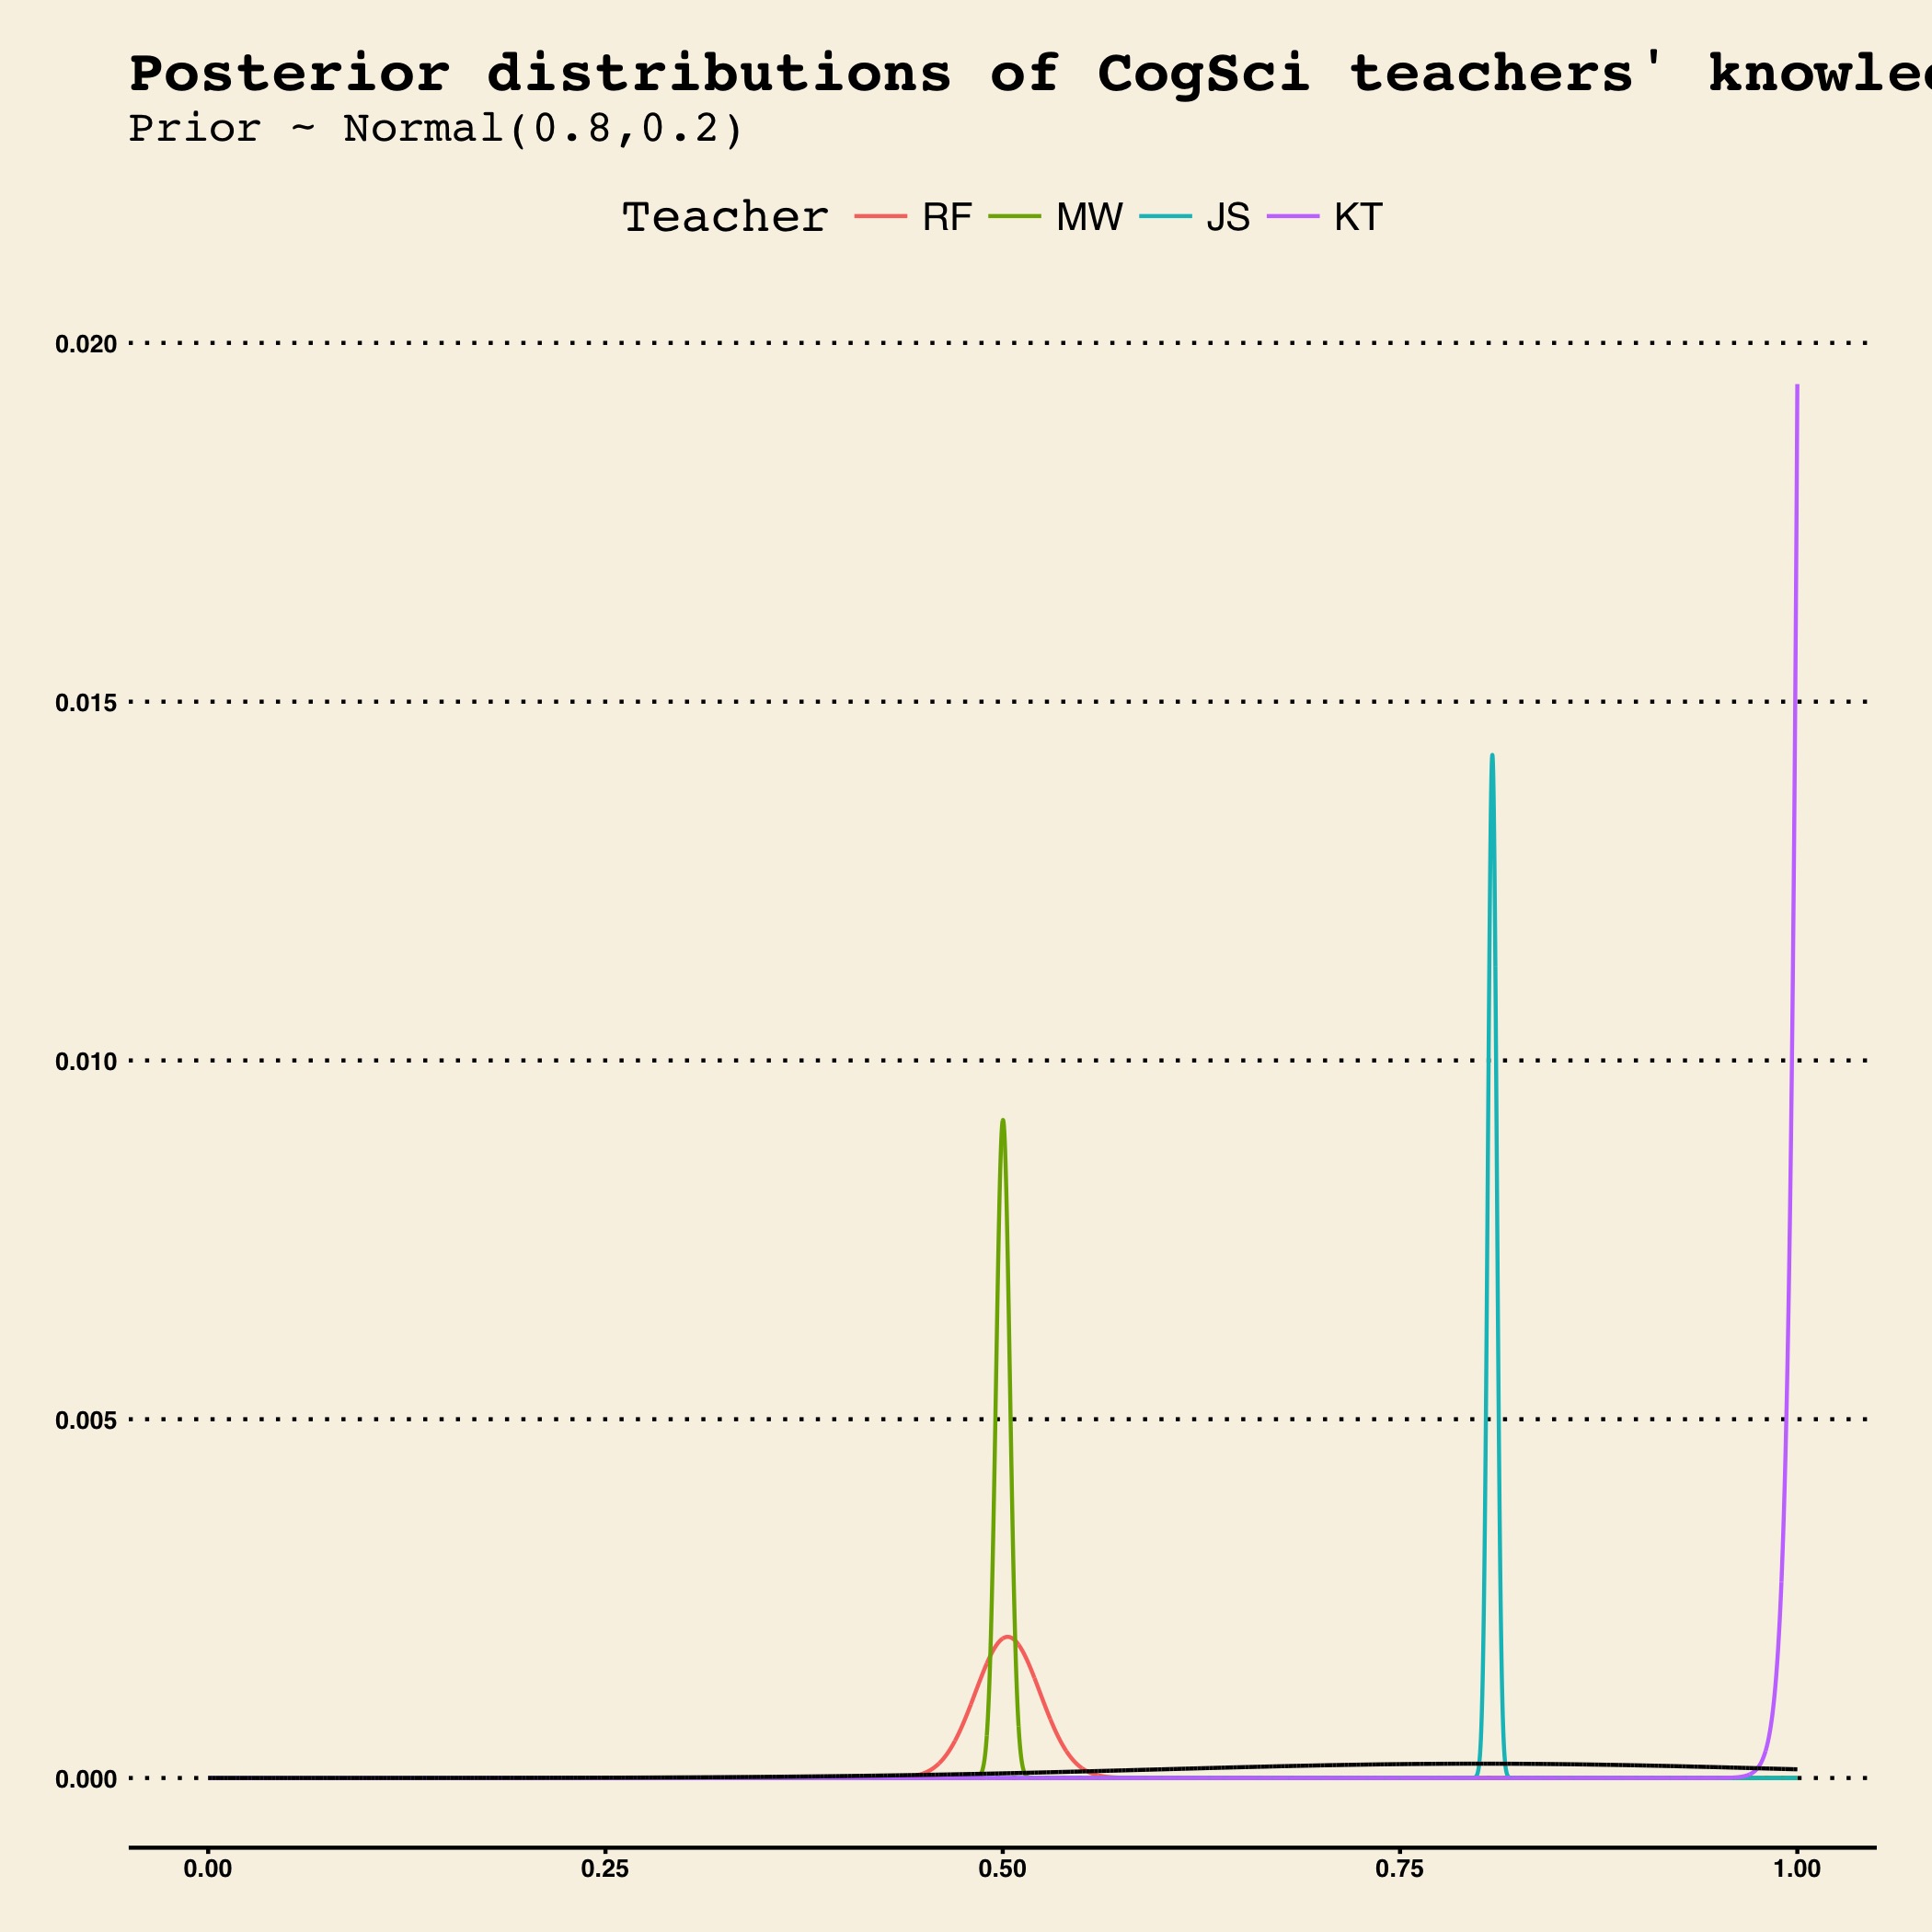 Posterior distributions of CogSci teachers'
Prior ~ Normal(0.8,0.2)
Teacher RF MW JS KT
0.020
0.015
0.010
0.005
0.000
0.00 0.25 0.50 0.75 1.00